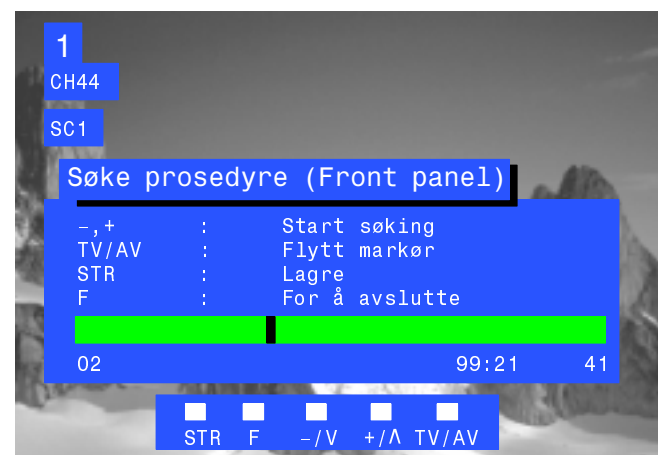 1
CH44
SC1
Søke prosedyre (Front panel)
–,+ : Start søking
TV/AV : Flytt markør
STR : Lagre
F : For å avslutte
02 99:21 41
STR F –/V +/Λ TV/AV